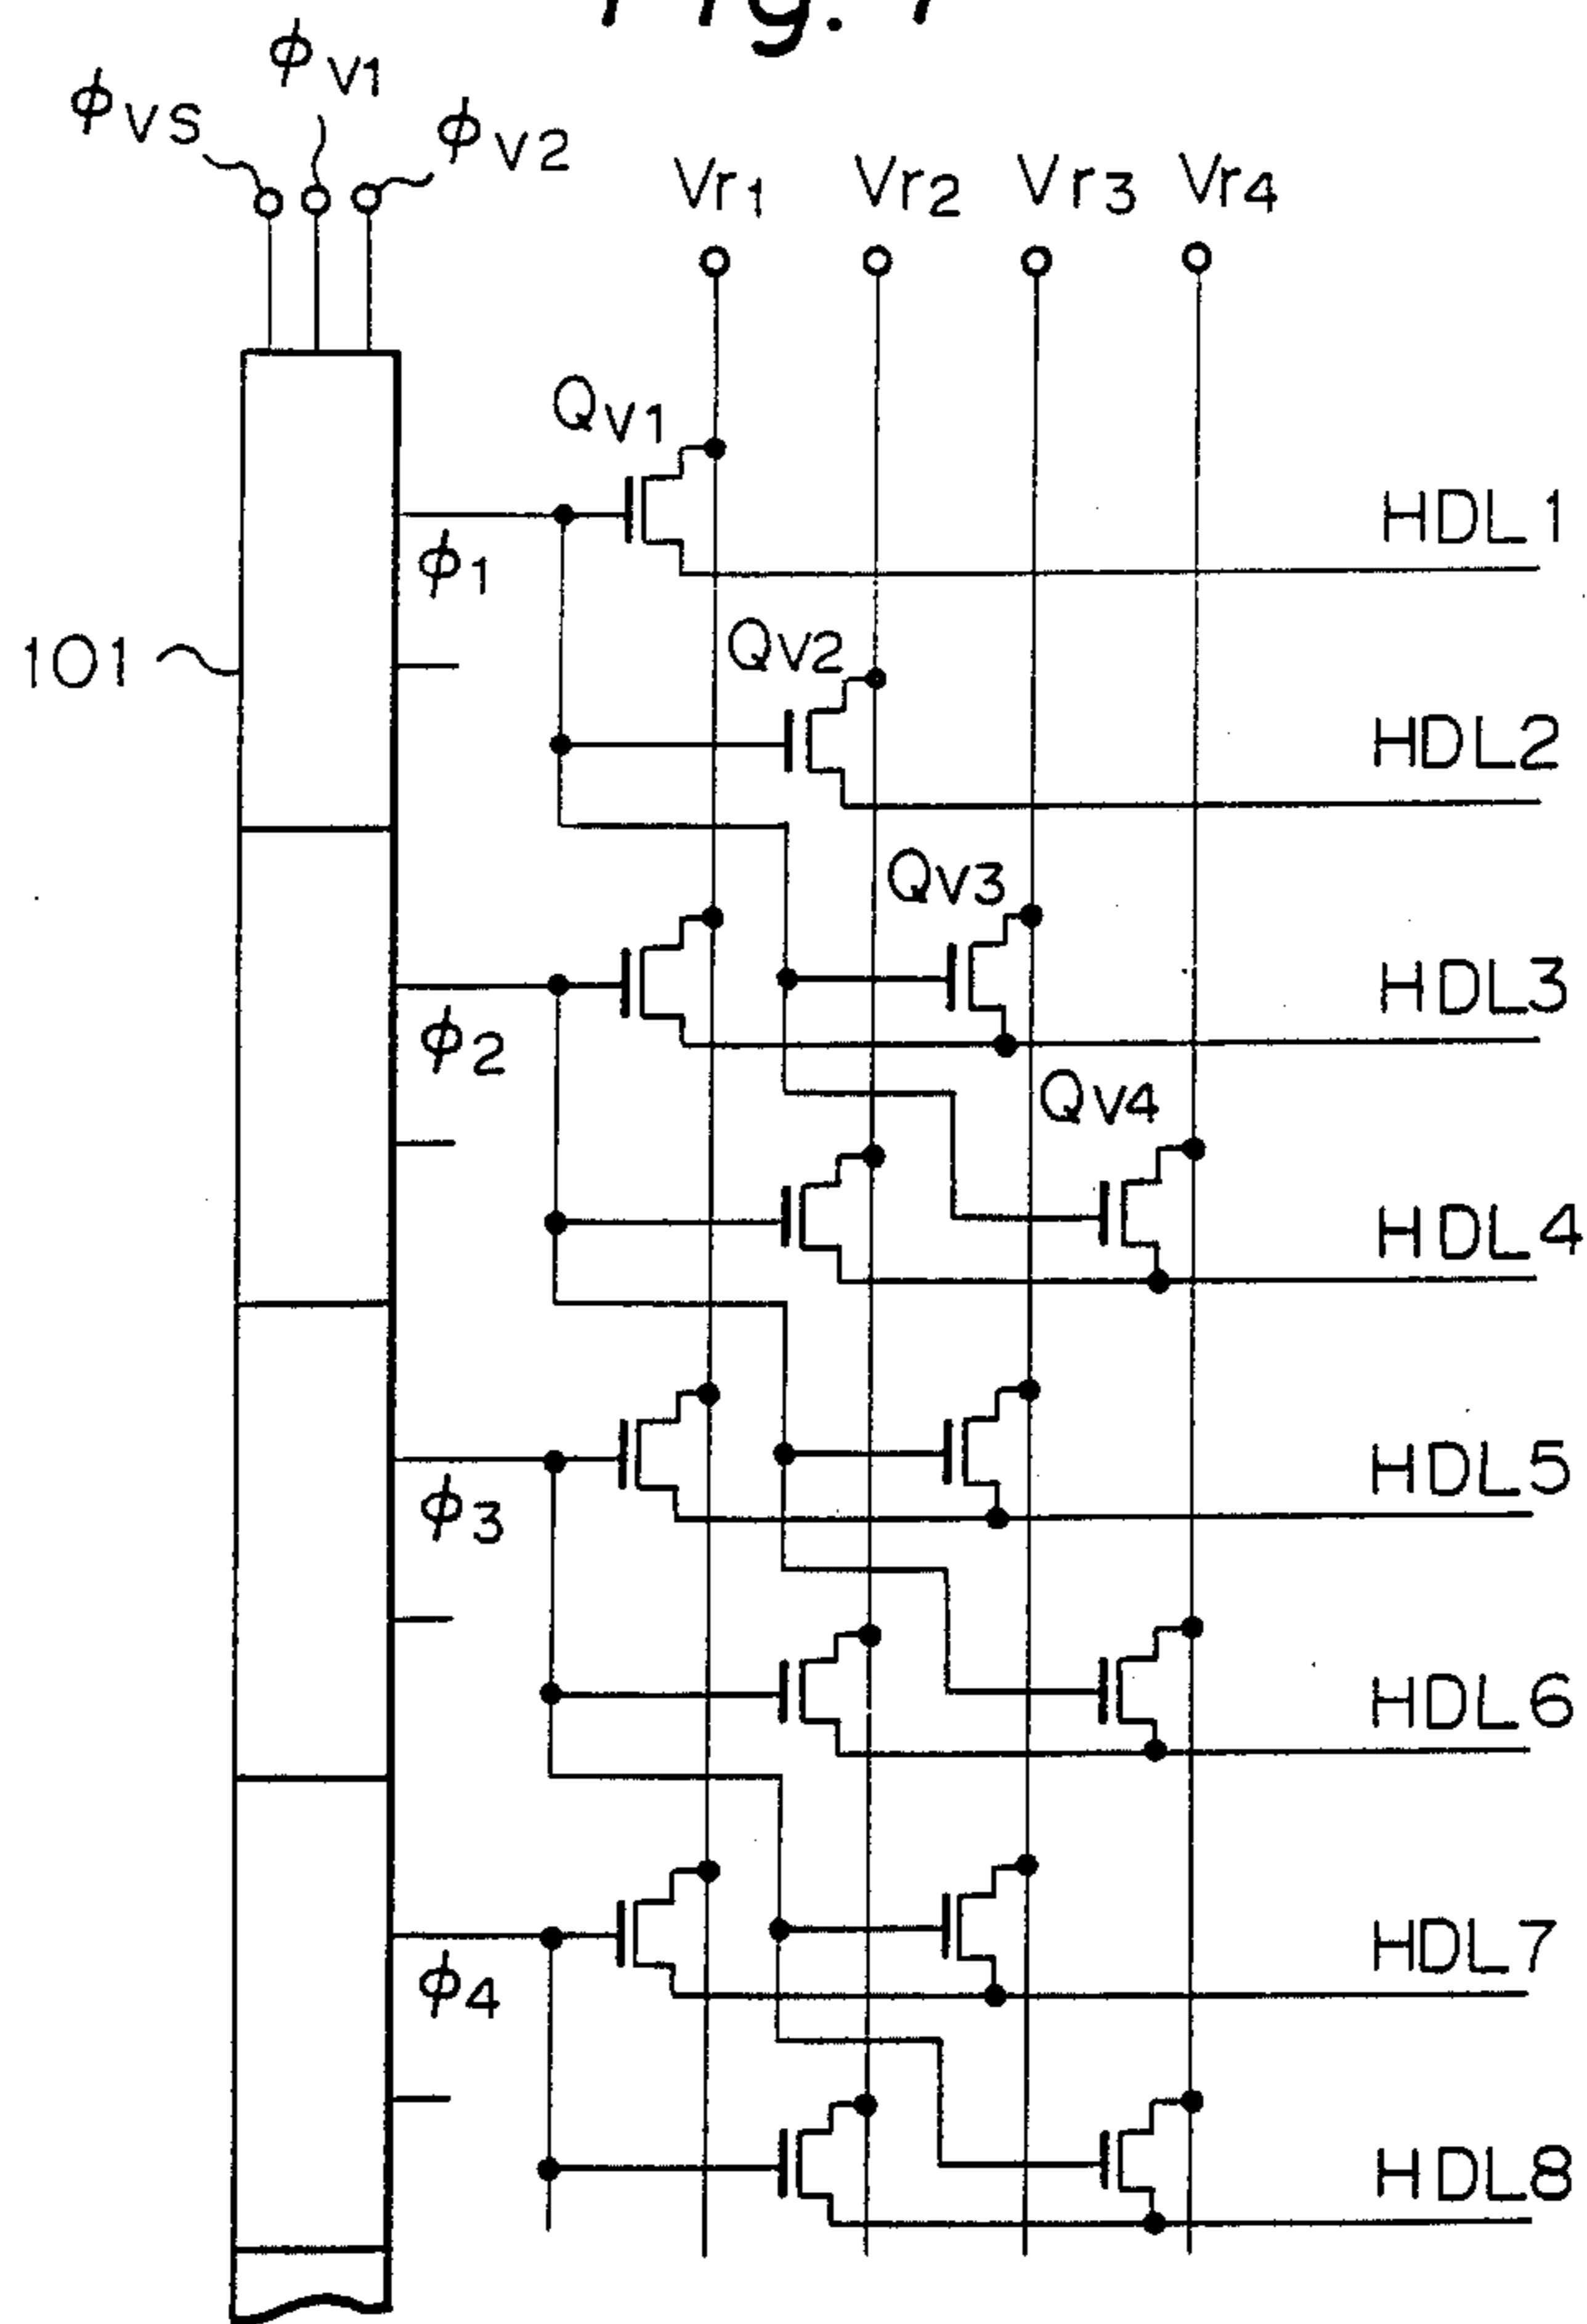 Fig.
ϕVS ϕV1 ϕV2
Vr1 Vr2 Vr3 Vr4
QV1
HDL1
ϕ1
101
QV2
HDL2
QV3
HDL3
ϕ2
QV4
HDL4
HDL5
ϕ3
HDL6
HDL7
ϕ4
HDL8